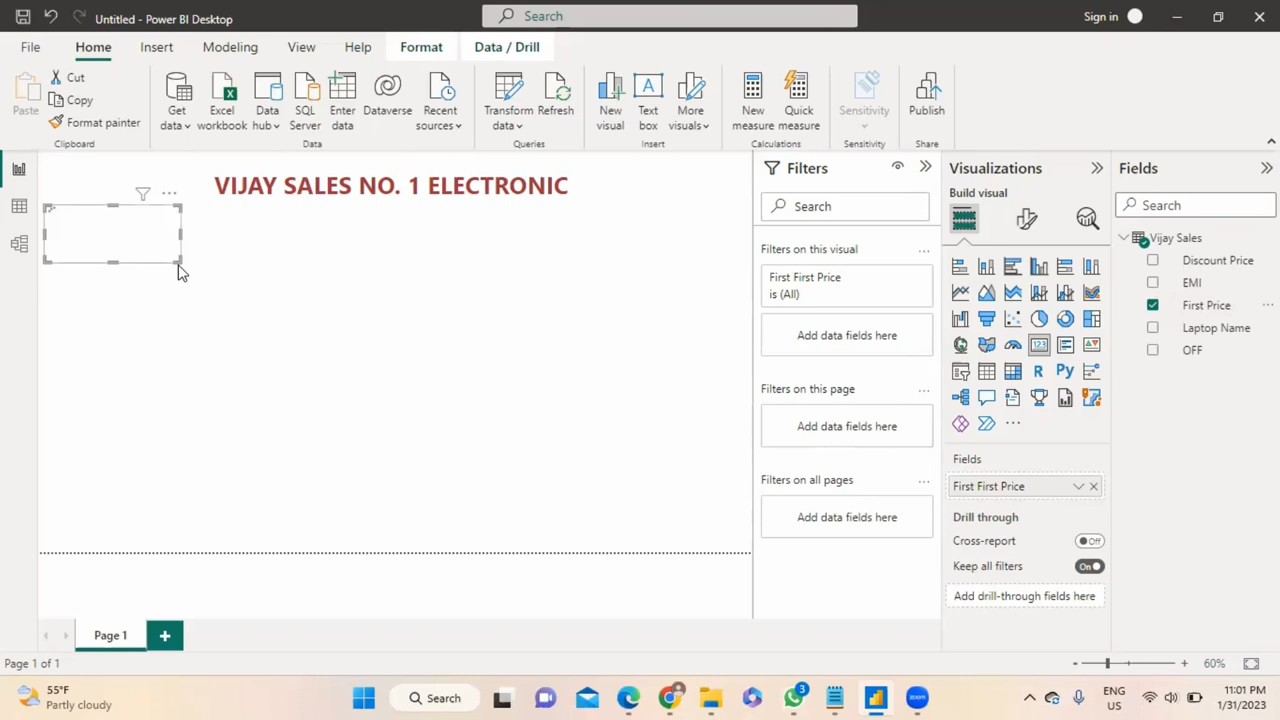 Untitled - Power BI Desktop
Search
Sign in
File
Home
Insert
Modeling
View
Help
Format
Data / Drill
Paste
Cut
Copy
Format painter
Clipboard
Get data
Excel workbook
Data hub
SQL Server
Enter data
Dataverse
Recent sources
Data
Transform data
Refresh
Queries
New visual
Text box
More visuals
Insert
New measure
Quick measure
Calculations
Sensitivity
Sensitivity
Publish
Share
VIJAY SALES NO. 1 ELECTRONIC
Filters
Search
Filters on this visual
First First Price
is (All)
Add data fields here
Filters on this page
Add data fields here
Filters on all pages
Add data fields here
Visualizations
Build visual
123
R
Py
Fields
First First Price
Drill through
Cross-report
Off
Keep all filters
On
Add drill-through fields here
Fields
Search
Vijay Sales
Discount Price
EMI
First Price
Laptop Name
OFF
Page 1
Page 1 of 1
60%
55°F
Partly cloudy
Search
3
zoom
ENG
US
11:01 PM
1/31/2023